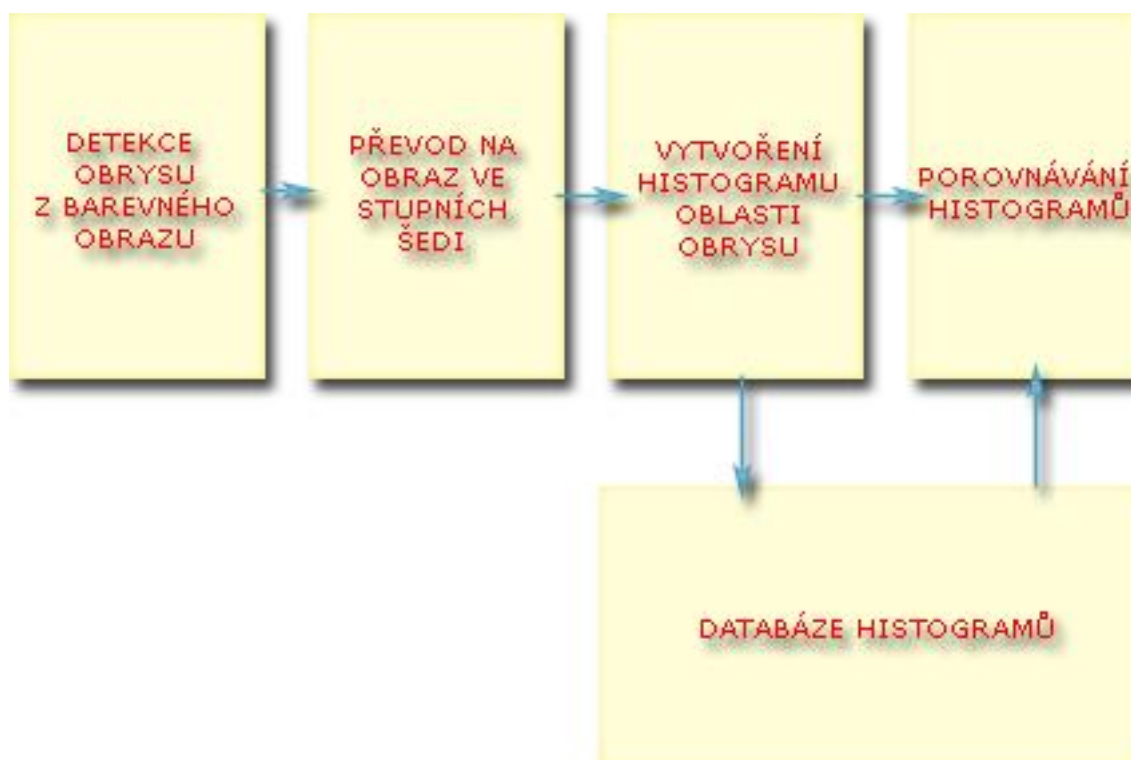 DETEKCE
OBRYSU
Z BAREVNÉHO
OBRAZU
PŘEVOD NA
OBRAZ VE
STUPNÍCH
ŠEDI
VYTVOŘENÍ
HISTOGRAMU
OBLASTI
OBRYSU
POROVNÁVÁNÍ
HISTOGRAMŮ
DATABÁZE HISTOGRAMŮ